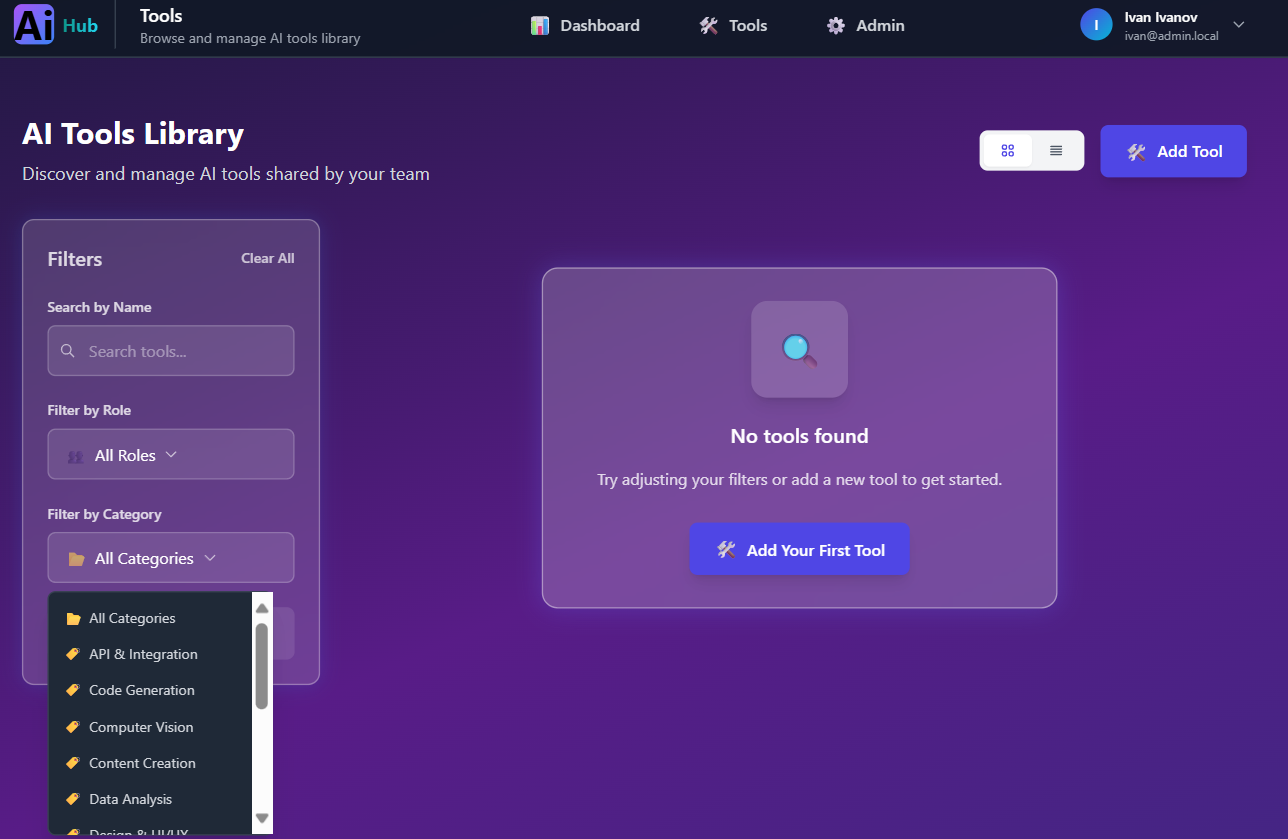 Ai Hub
Tools
Browse and manage AI tools library
Dashboard
Tools
Admin
I
Ivan Ivanov
ivan@admin.local
AI Tools Library
Discover and manage AI tools shared by your team
Add Tool
Filters
Clear All
Search by Name
Search tools...
Filter by Role
All Roles
Filter by Category
All Categories
All Categories
API & Integration
Code Generation
Computer Vision
Content Creation
Data Analysis
Design & UI/UX
No tools found
Try adjusting your filters or add a new tool to get started.
Add Your First Tool